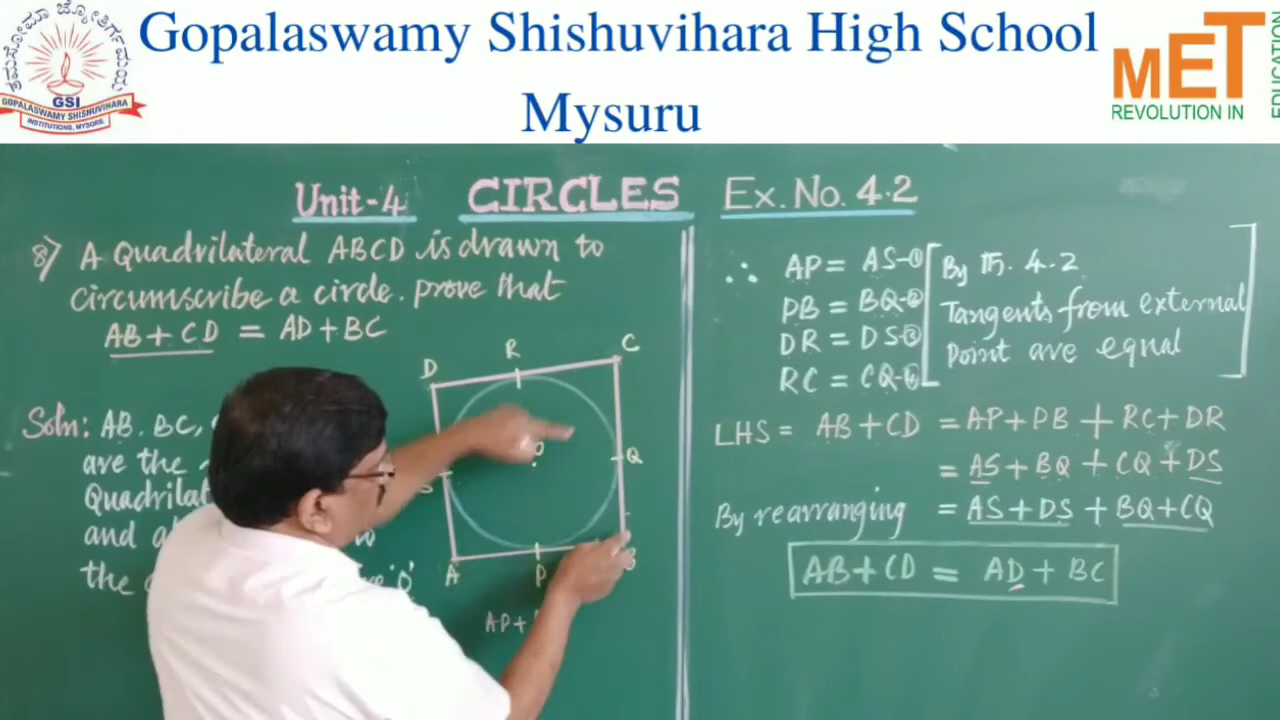 Gopalaswamy Shishuvihara High School
Mysuru
ತಮಸೋಮಾ ಜ್ಯೋತಿರ್ಗಮಯ
GSI
GOPALASWAMY SHISHUVIHARA
INSTITUTIONS, MYSORE
MET
REVOLUTION IN
EDUCATION
Unit-4 CIRCLES Ex. No. 4.2
8) A Quadrilateral ABCD is drawn to
circumscribe a circle. prove that
AB + CD = AD + BC
Soln: AB, BC,
are the
Quadrilat
and a
the
'O'
D R C
O Q
S
A P B
AP+
∴ AP = AS-①
PB = BQ-②
DR = DS-③
RC = CQ-④
[By Th. 4.2
Tangents from external
Point are equal]
LHS = AB+CD = AP+PB + RC+DR
= AS+BQ + CQ+DS
By rearranging = AS+DS + BQ+CQ
AB+CD = AD + BC